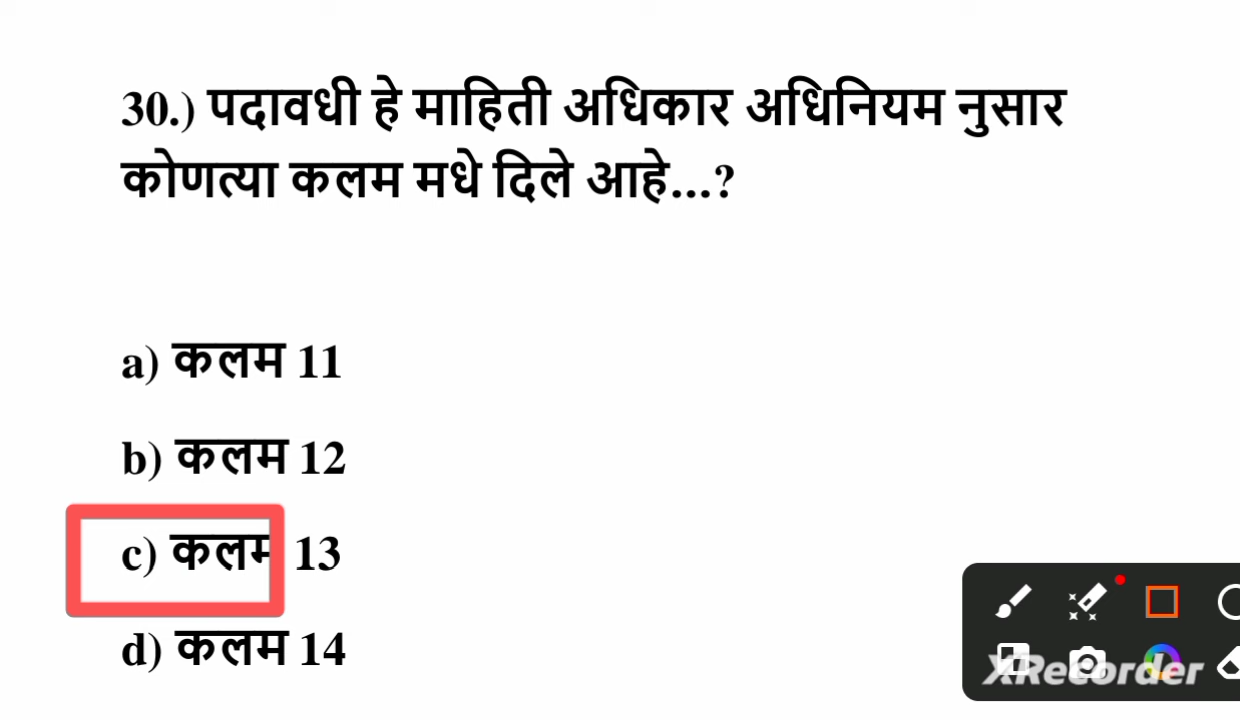 30.) पदावधी हे माहिती अधिकार अधिनियम नुसार
कोणत्या कलम मधे दिले आहे...?
a) कलम 11
b) कलम 12
c) कलम 13
d) कलम 14
XRecorder